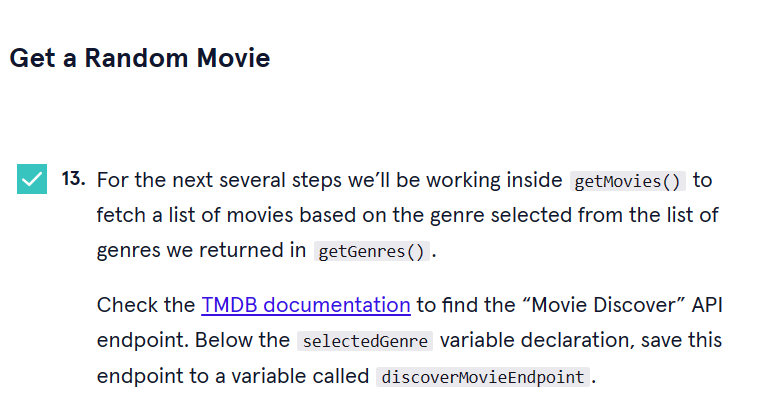 Get a Random Movie
13. For the next several steps we’ll be working inside getMovies() to
fetch a list of movies based on the genre selected from the list of
genres we returned in getGenres().
Check the TMDB documentation to find the “Movie Discover” API
endpoint. Below the selectedGenre variable declaration, save this
endpoint to a variable called discoverMovieEndpoint.